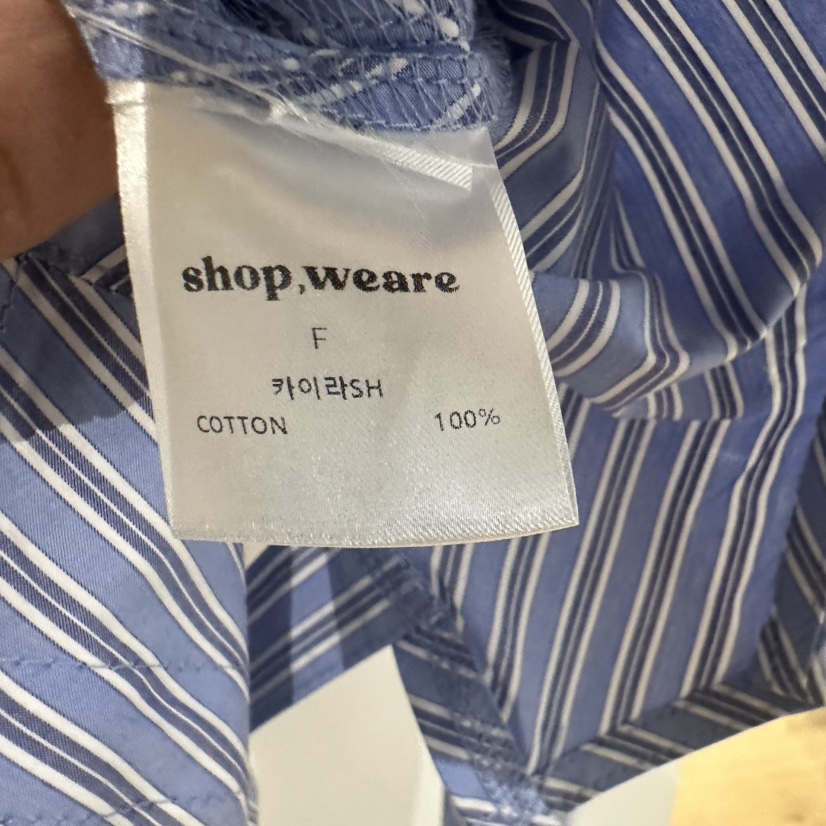 shop,weare
F
카이라SH
COTTON 100%